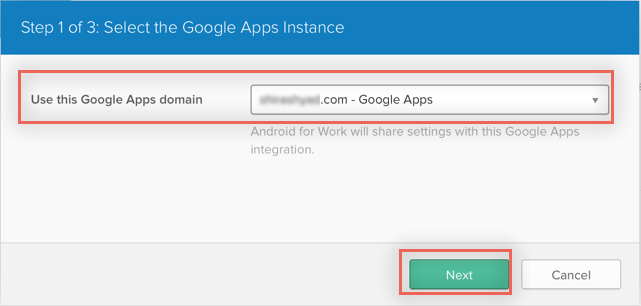 Step 1 of 3: Select the Google Apps Instance
Use this Google Apps domain
.com - Google Apps
Android for Work will share settings with this Google Apps
integration.
Next
Cancel